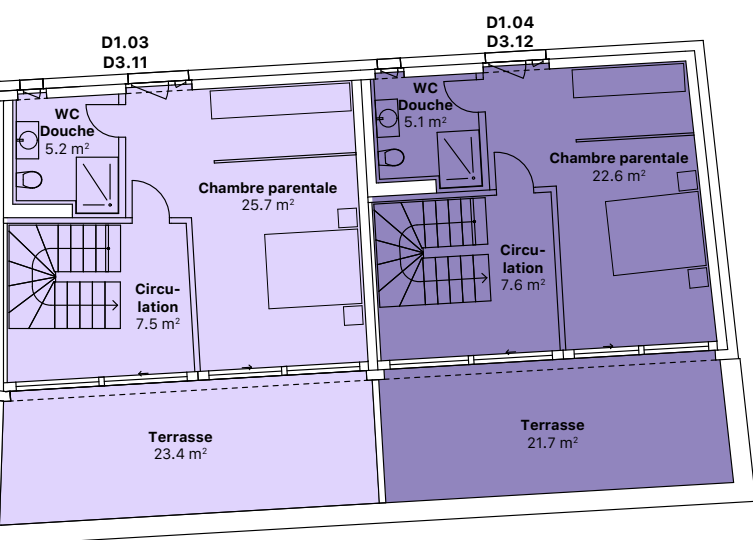 D1.03
D3.11
WC
Douche
5.2 m²
Chambre parentale
25.7 m²
Circu-
lation
7.5 m²
Terrasse
23.4 m²
D1.04
D3.12
WC
Douche
5.1 m²
Chambre parentale
22.6 m²
Circu-
lation
7.6 m²
Terrasse
21.7 m²